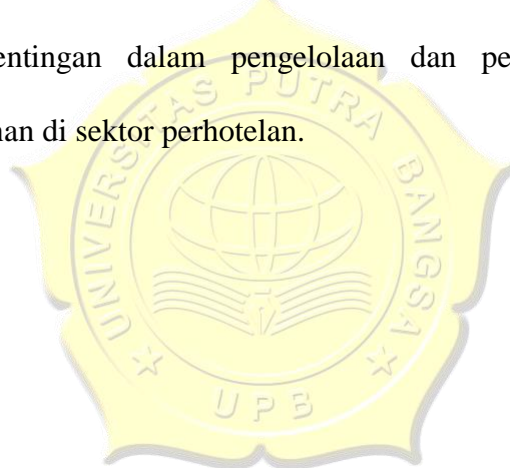 entingan dalam pengelolaan dan pe
nan di sektor perhotelan.
UNIVERSITAS PUTRA BANGSA
UPB